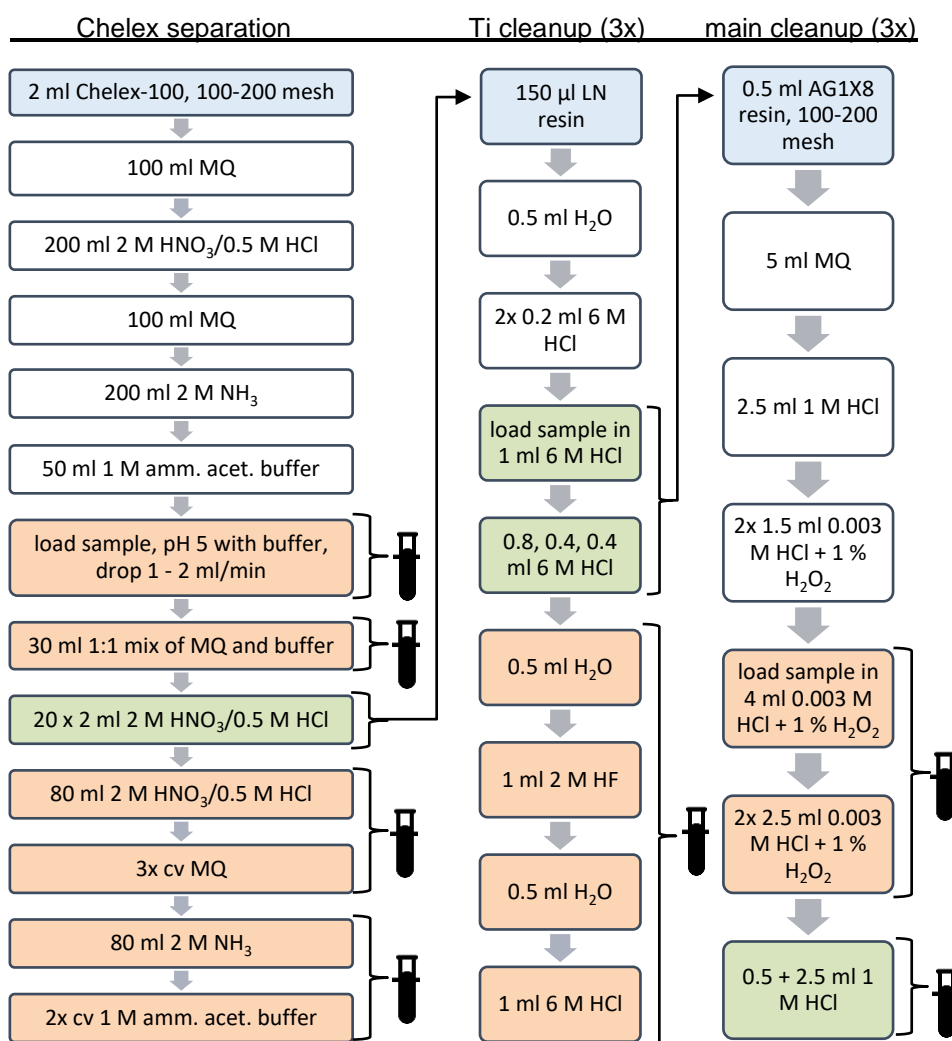 Chelex separation
2 ml Chelex-100, 100-200 mesh
100 ml MQ
200 ml 2 M HNO₃/0.5 M HCl
100 ml MQ
200 ml 2 M NH₃
50 ml 1 M amm. acet. buffer
load sample, pH 5 with buffer,
drop 1 - 2 ml/min
30 ml 1:1 mix of MQ and buffer
20 x 2 ml 2 M HNO₃/0.5 M HCl
80 ml 2 M HNO₃/0.5 M HCl
3x cv MQ
80 ml 2 M NH₃
2x cv 1 M amm. acet. buffer
Ti cleanup (3x)
150 µl LN
resin
0.5 ml H₂O
2x 0.2 ml 6 M
HCl
load sample in
1 ml 6 M HCl
0.8, 0.4, 0.4
ml 6 M HCl
0.5 ml H₂O
1 ml 2 M HF
0.5 ml H₂O
1 ml 6 M HCl
main cleanup (3x)
0.5 ml AG1X8
resin, 100-200
mesh
5 ml MQ
2.5 ml 1 M HCl
2x 1.5 ml 0.003
M HCl + 1 %
H₂O₂
load sample in
4 ml 0.003 M
HCl + 1 % H₂O₂
2x 2.5 ml 0.003
M HCl + 1 %
H₂O₂
0.5 + 2.5 ml 1
M HCl